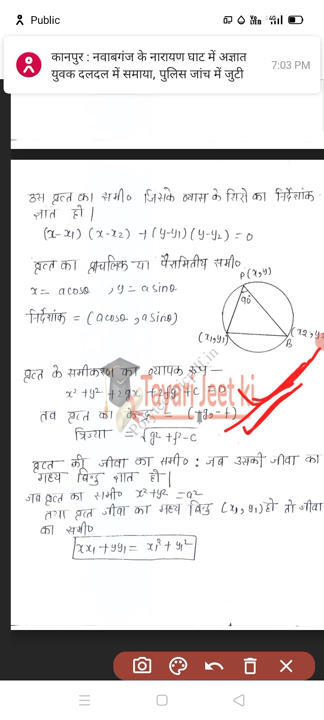 Public
कानपुर : नवाबगंज के नारायण घाट में अज्ञात
युवक दलदल में समाया, पुलिस जांच में जुटी
7:03 PM
उस वृत्त का समी० जिसके व्यास के सिरों का निर्देशांक
ज्ञात हो |
(x-x₁) (x-x₂) + (y-y₁) (y-y₂) = 0
वृत्त का प्राचलिक या पैरामितीय समी०
P(x,y)
x = a cosθ , y = a sinθ
90
निर्देशांक = (a cosθ, a sinθ)
(x₁,y₁)
(x₂,y₂
B
वृत्त के समीकरण का व्यापक रूप -
x² + y² + 2gx + 2fy + c = 0
Tayari Jeet ki
तब वृत्त का केन्द्र = (-g, -f)
त्रिज्या = √g² + f² - c
वृत्त की जीवा का समी० : जब उसकी जीवा का
मध्य बिन्दु ज्ञात हो |
जब वृत्त का समी० x² + y² = a²
तथा वृत्त जीवा का मध्य बिन्दु (x₁, y₁) हो तो जीवा
का समी०
xx₁ + yy₁ = x₁² + y₁²